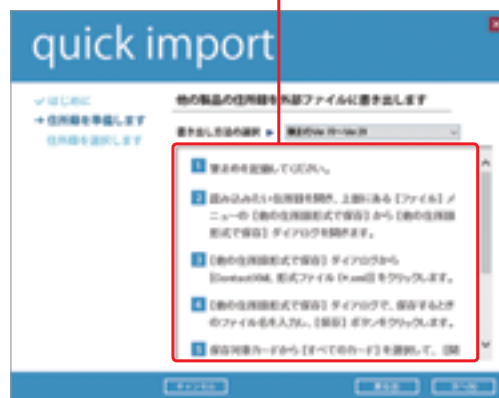 quick import
✓はじめに
他の製品の住所録を外部ファイルに書き出します
➔住所録を準備します
住所録を選択します
書き出し方法の選択 ▶
1 筆まめを起動してください。
2 読み込みたい住所録を開き、上部にある [ファイル] メ
ニューの [他の住所録形式で保存] から [他の住所録
形式で保存] ダイアログを開きます。
3 [他の住所録形式で保存] ダイアログから
[ContactXML 形式ファイル (*.xml)] をクリックします。
4 [他の住所録形式で保存] ダイアログで、保存するとき
のファイル名を入力し、[保存] ボタンをクリックします。
5 保存対象カードから [すべてのカード] を選択して、[開
キャンセル
戻る
次へ